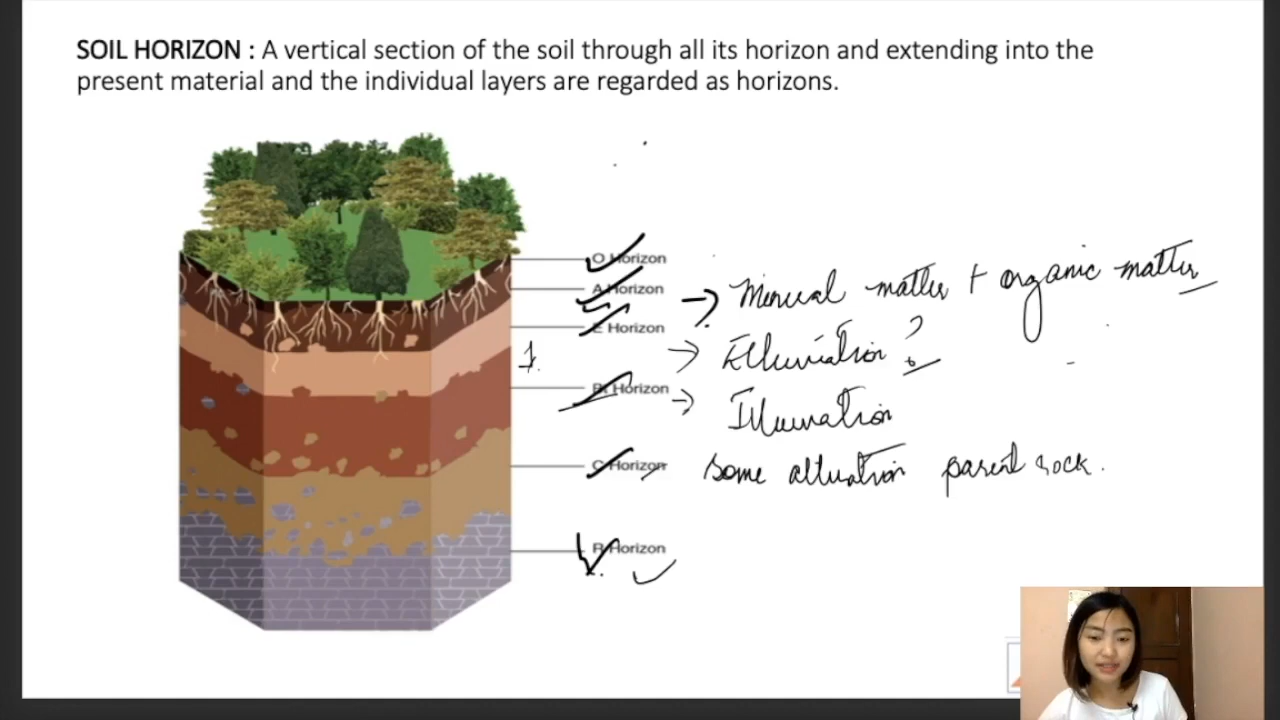 SOIL HORIZON : A vertical section of the soil through all its horizon and extending into the
present material and the individual layers are regarded as horizons.
O Horizon
A Horizon
Mineral matter + organic matter
E Horizon
Elluviation ?
B Horizon
Illuviation
C Horizon
some altuation parent rock.
R Horizon